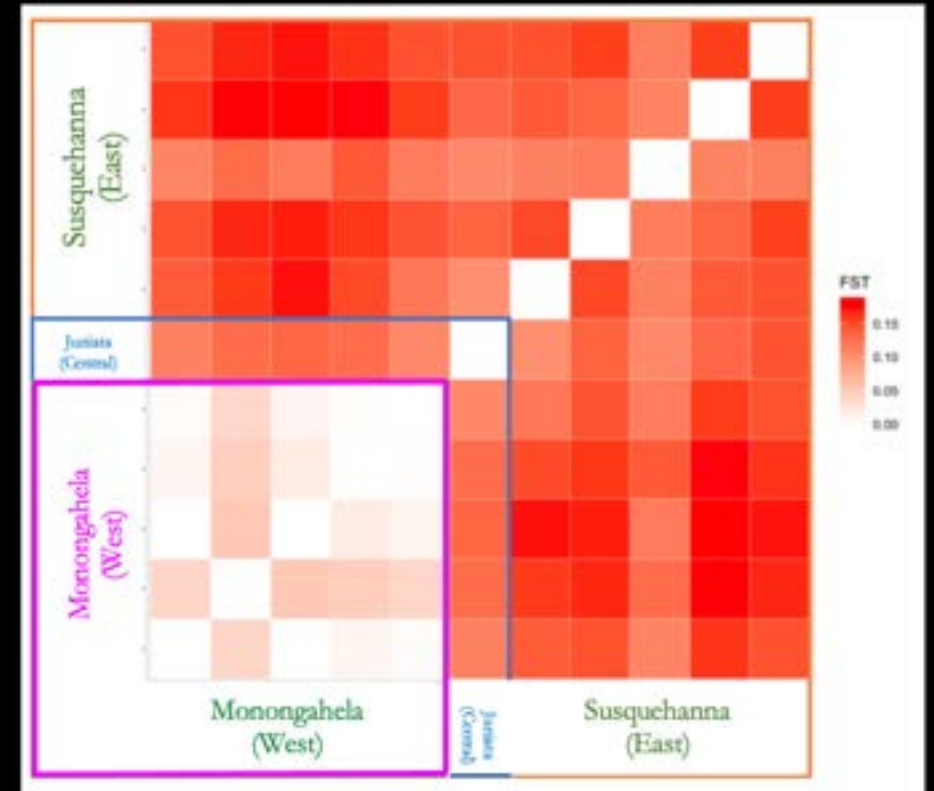 Susquehanna
(East)
Juniata
(Central)
Monongahela
(West)
Monongahela
(West)
Juniata
(Central)
Susquehanna
(East)
FST
0.15
0.10
0.05
0.00